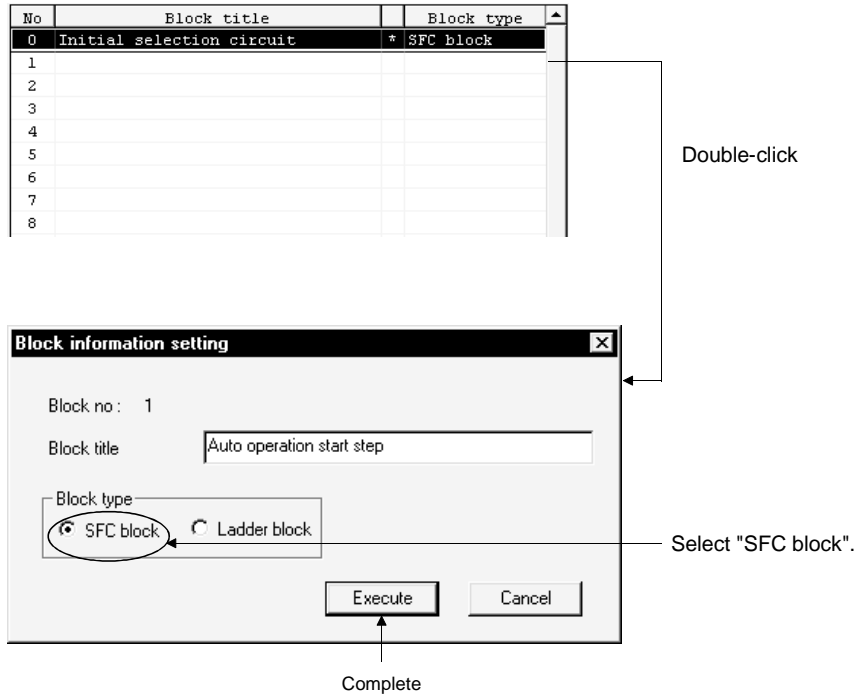 No Block title Block type
0 Initial selection circuit * SFC block
1
2
3
4
5
6
7
8
Double-click
Block information setting
Block no : 1
Block title Auto operation start step
Block type
SFC block Ladder block
Select "SFC block".
Execute Cancel
Complete